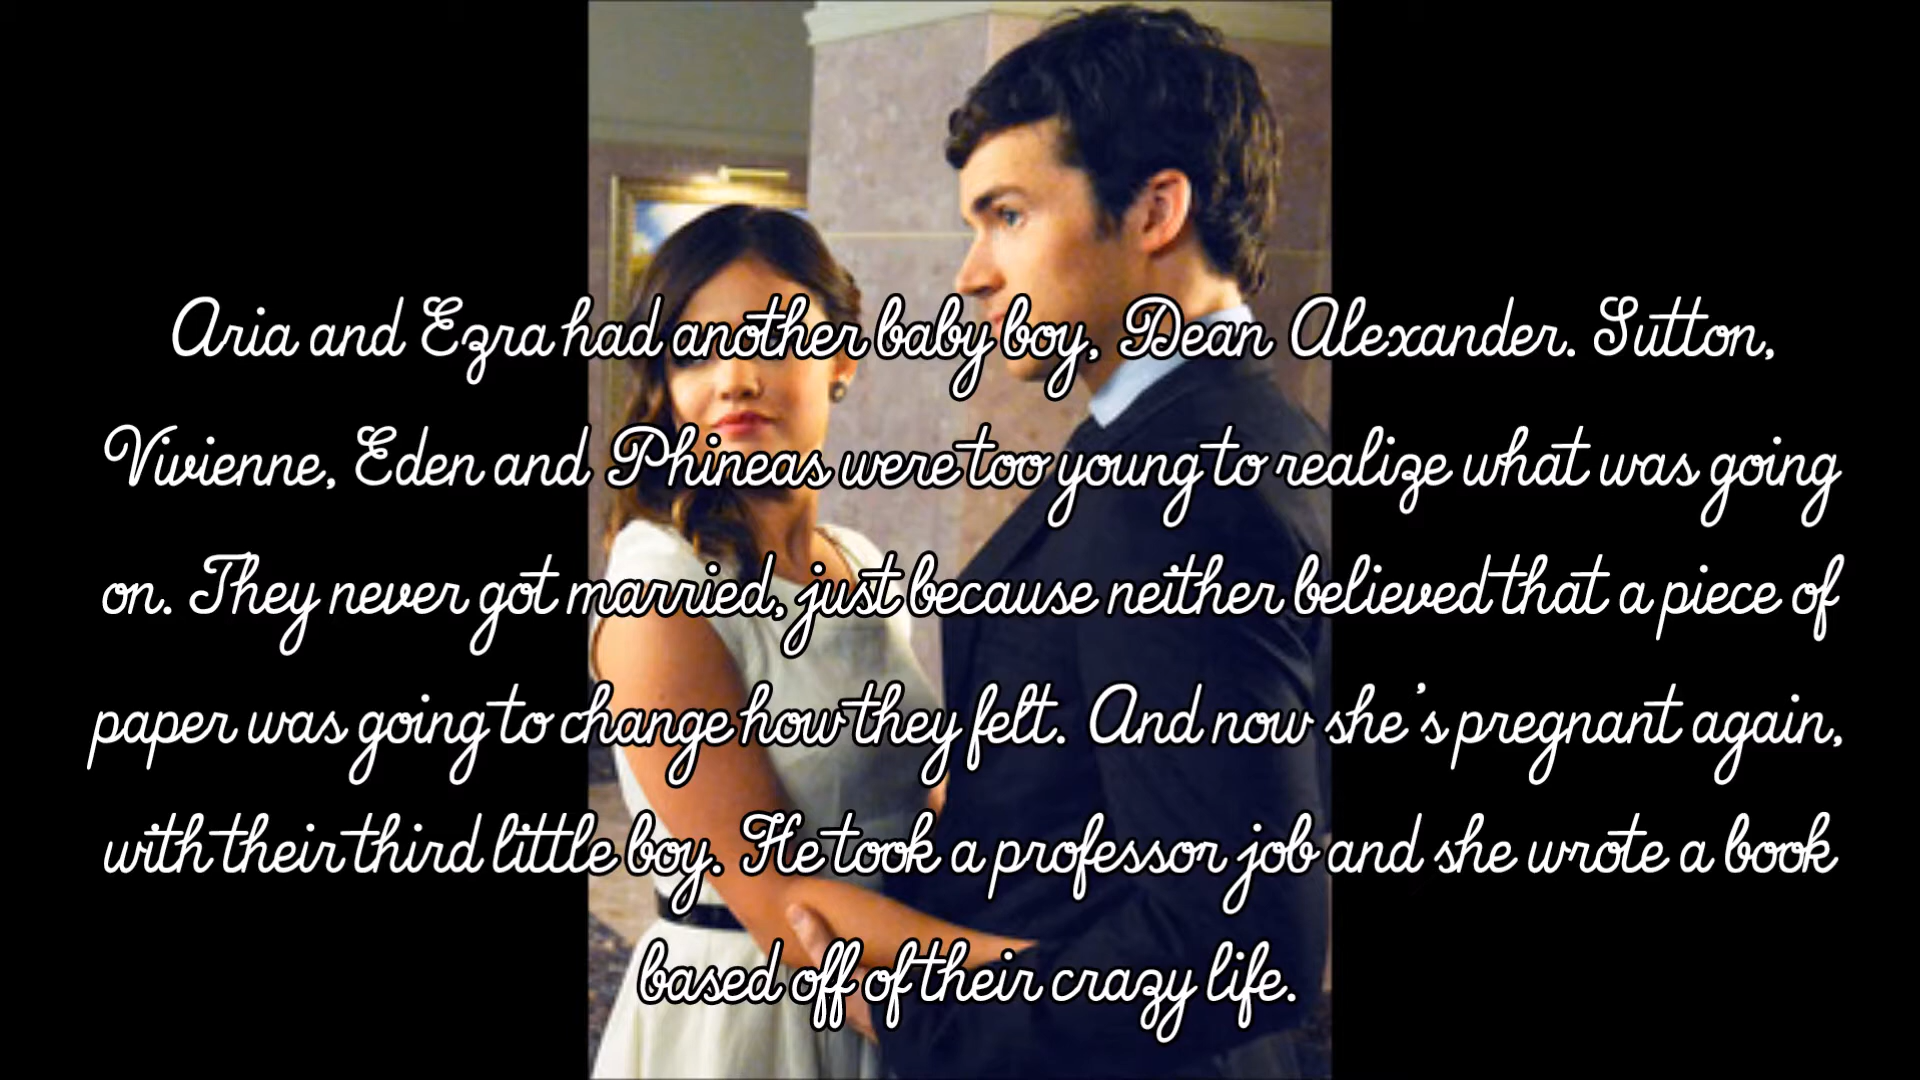 Aria and Ezra had another baby boy, Dean Alexander. Sutton,
Vivienne, Eden and Phineas were too young to realize what was going
on. They never got married, just because neither believed that a piece of
paper was going to change how they felt. And now she's pregnant again,
with their third little boy. He took a professor job and she wrote a book
based off of their crazy life.